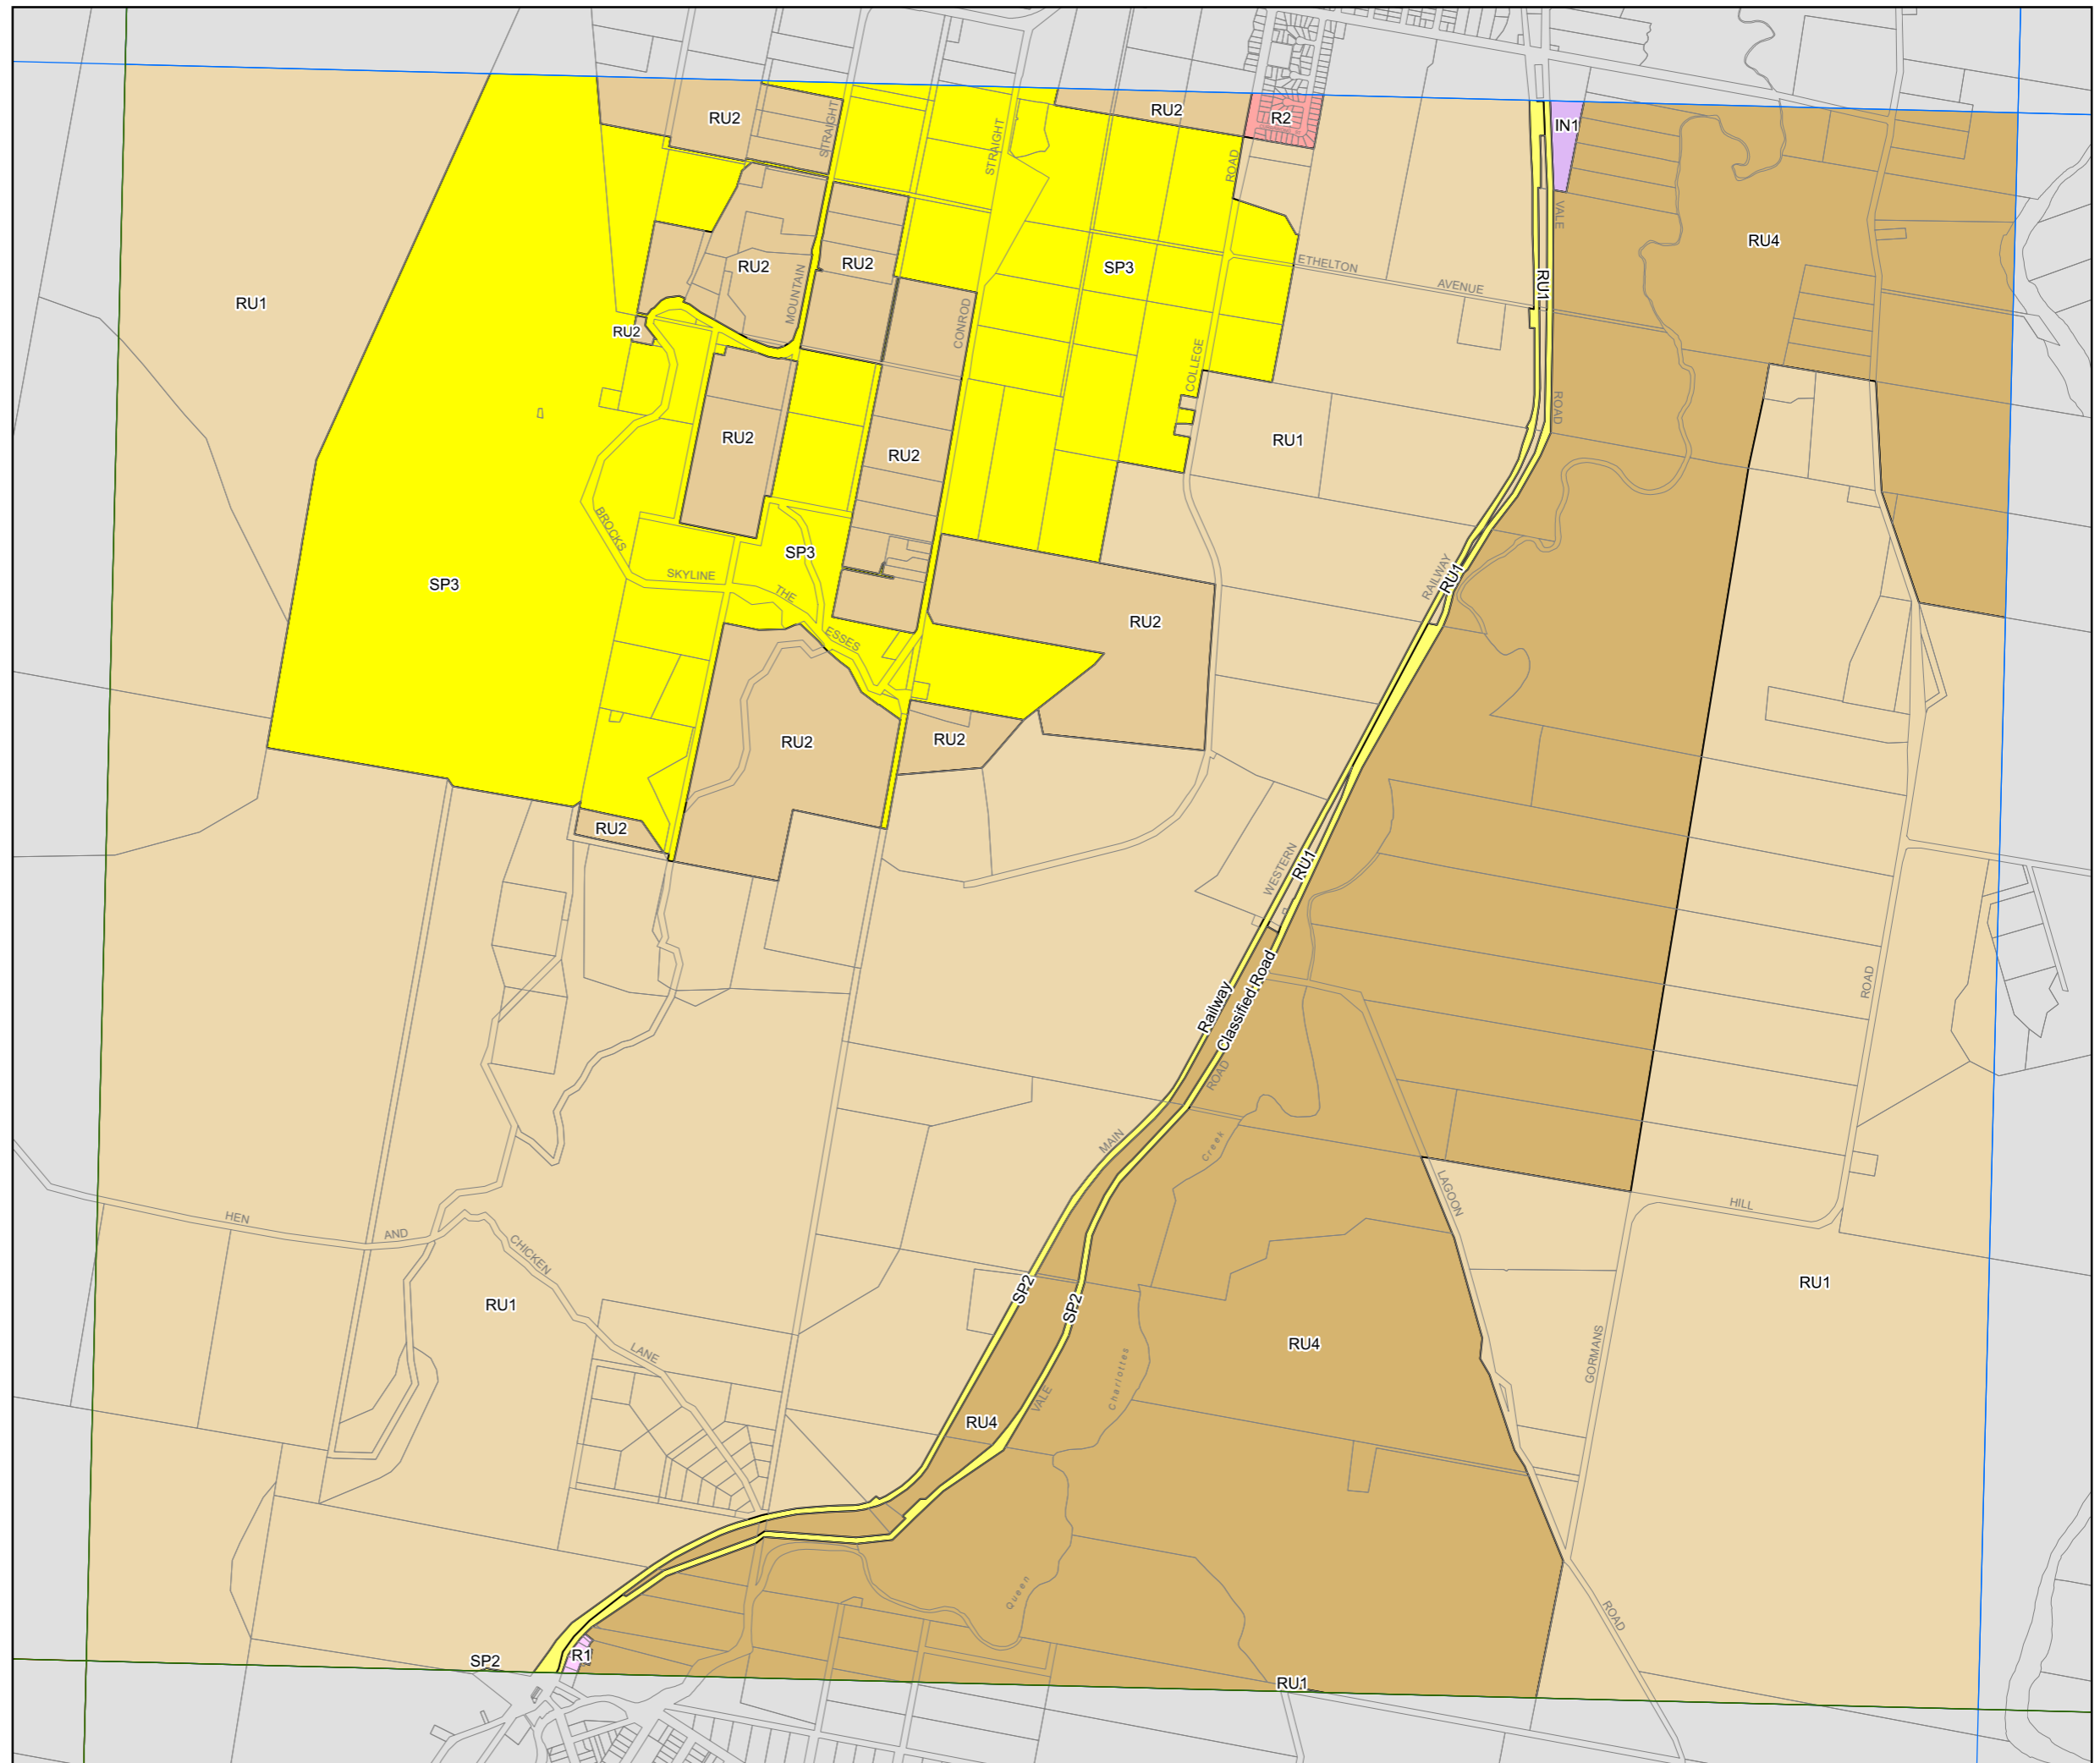 RU2
RU2
R2
IN1
STRAIGHT
STRAIGHT
ROAD
VALE
RU4
RU2
RU2
SP3
ETHELTON
AVENUE
RU1
RU1
MOUNTAIN
CONROD
RU2
COLLEGE
ROAD
RU2
RU1
RU2
BROCKS
SP3
SKYLINE
THE
ESSES
SP3
RAILWAY
RU1
RU2
RU2
RU2
RU2
WESTERN
RU1
Railway
Classified Road
ROAD
ROAD
MAIN
Creek
LAGOON
HILL
HEN
AND
CHICKEN
RU1
LANE
SP2
SP2
RU1
RU4
GORMANS
Charlottes
VALE
RU4
Queen
ROAD
SP2
R1
RU1